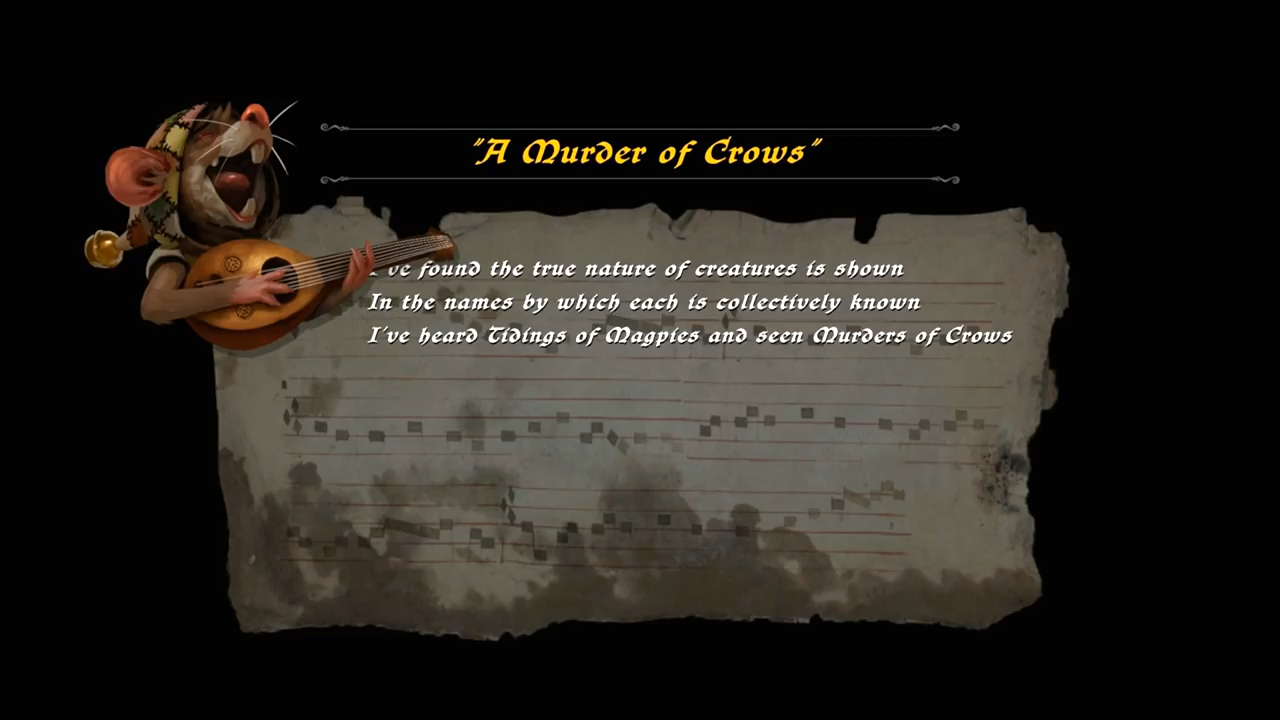 "A Murder of Crows"
I've found the true nature of creatures is shown
In the names by which each is collectively known
I've heard Tidings of Magpies and seen Murders of Crows